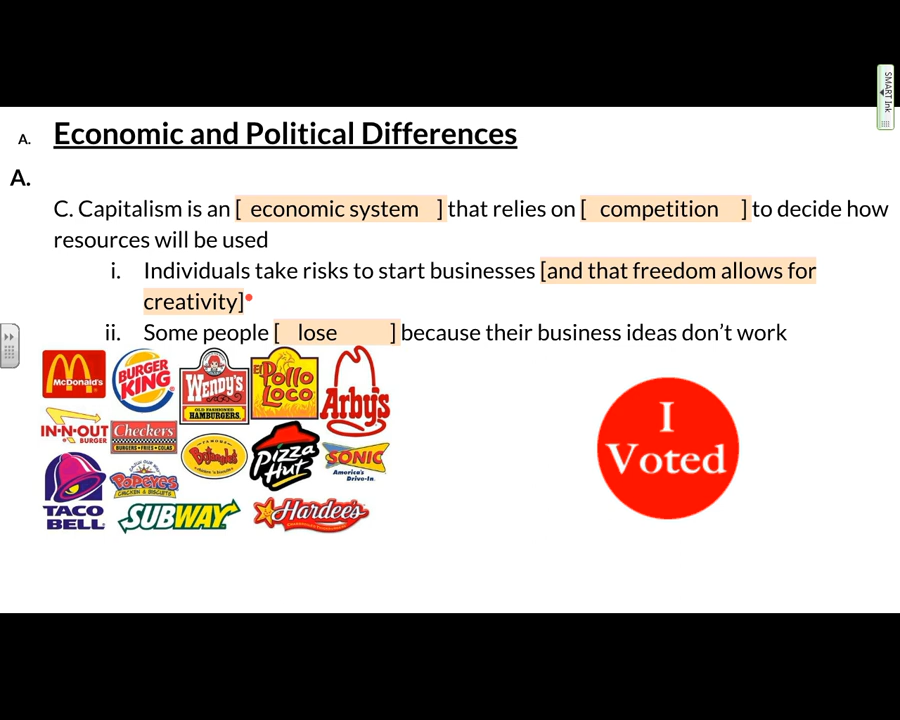 SMART Ink
A. Economic and Political Differences
A.
C. Capitalism is an [ economic system ] that relies on [ competition ] to decide how
resources will be used
i. Individuals take risks to start businesses [and that freedom allows for
creativity]
ii. Some people [ lose ] because their business ideas don't work
McDonald's
BURGER
KING
Wendy's
OLD FASHIONED
HAMBURGERS.
El Pollo
Loco
Arby's
IN-N-OUT
BURGER
Checkers
BURGERS • FRIES • COLAS
FAMOUS
Bojangles'
Pizza
Hut
SONIC
America's
Drive-In.
TACO
BELL
POPEYES
CHICKEN & BISCUITS
SUBWAY
Hardee's
I
Voted